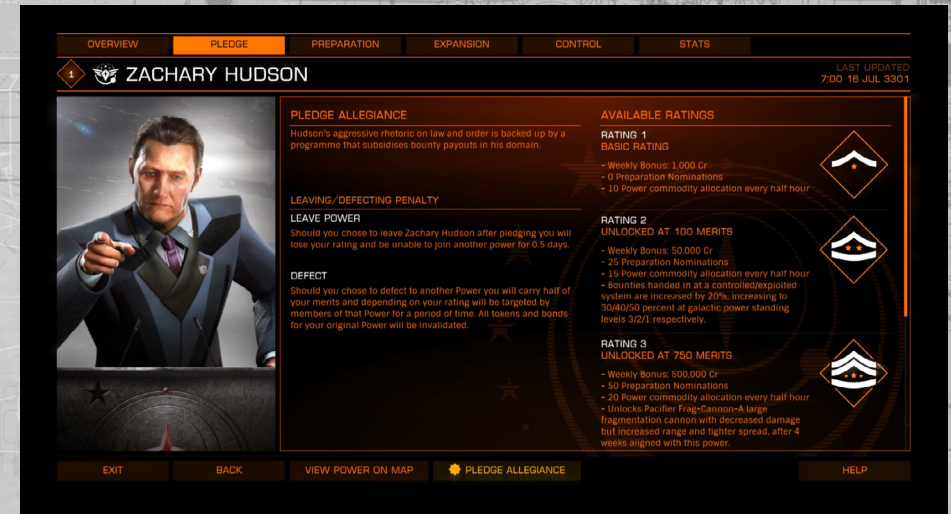 OVERVIEW
PLEDGE
PREPARATION
EXPANSION
CONTROL
STATS
1
ZACHARY HUDSON
LAST UPDATED
7:00 16 JUL 3301
PLEDGE ALLEGIANCE
Hudson's aggressive rhetoric on law and order is backed up by a
programme that subsidises bounty payouts in his domain.
LEAVING/DEFECTING PENALTY
LEAVE POWER
Should you chose to leave Zachary Hudson after pledging you will
lose your rating and be unable to join another power for 0.5 days.
DEFECT
Should you chose to defect to another Power you will carry half of
your merits and depending on your rating will be targeted by
members of that Power for a period of time. All tokens and bonds
for your original Power will be invalidated.
AVAILABLE RATINGS
RATING 1
BASIC RATING
- Weekly Bonus: 1,000 Cr
- 0 Preparation Nominations
- 10 Power commodity allocation every half hour
RATING 2
UNLOCKED AT 100 MERITS
- Weekly Bonus: 50,000 Cr
- 25 Preparation Nominations
- 15 Power commodity allocation every half hour
- Bounties handed in at a controlled/exploited
system are increased by 20%, increasing to
30/40/50 percent at galactic power standing
levels 3/2/1 respectively.
RATING 3
UNLOCKED AT 750 MERITS
- Weekly Bonus: 500,000 Cr
- 50 Preparation Nominations
- 20 Power commodity allocation every half hour
- Unlocks Pacifier Frag-Cannon-A large
fragmentation cannon with decreased damage
but increased range and tighter spread, after 4
weeks aligned with this power.
EXIT
BACK
VIEW POWER ON MAP
PLEDGE ALLEGIANCE
HELP